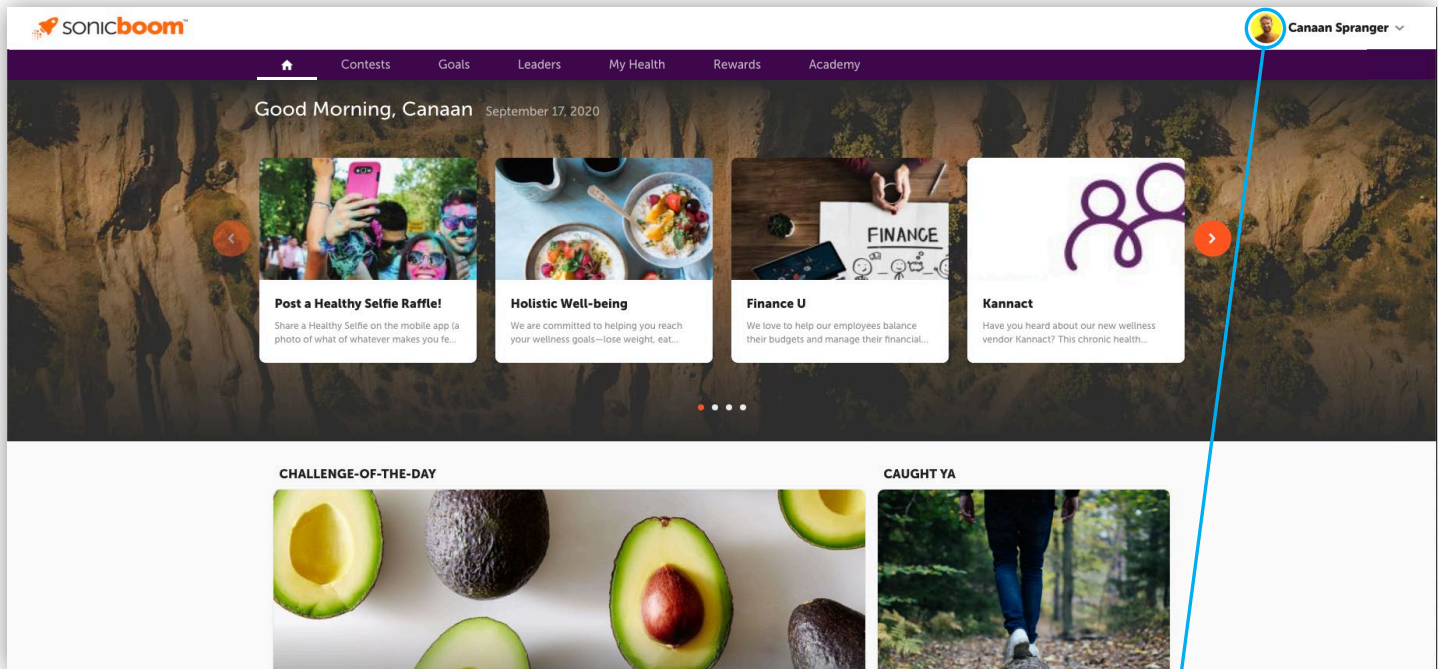 sonicboom™
Canaan Spranger
Contests Goals Leaders My Health Rewards Academy
Good Morning, Canaan September 17, 2020
FINANCE
Post a Healthy Selfie Raffle!
Share a Healthy Selfie on the mobile app (a
photo of what of whatever makes you fe...
Holistic Well-being
We are committed to helping you reach
your wellness goals—lose weight, eat...
Finance U
We love to help our employees balance
their budgets and manage their financial...
Kannact
Have you heard about our new wellness
vendor Kannact? This chronic health...
CHALLENGE-OF-THE-DAY
CAUGHT YA